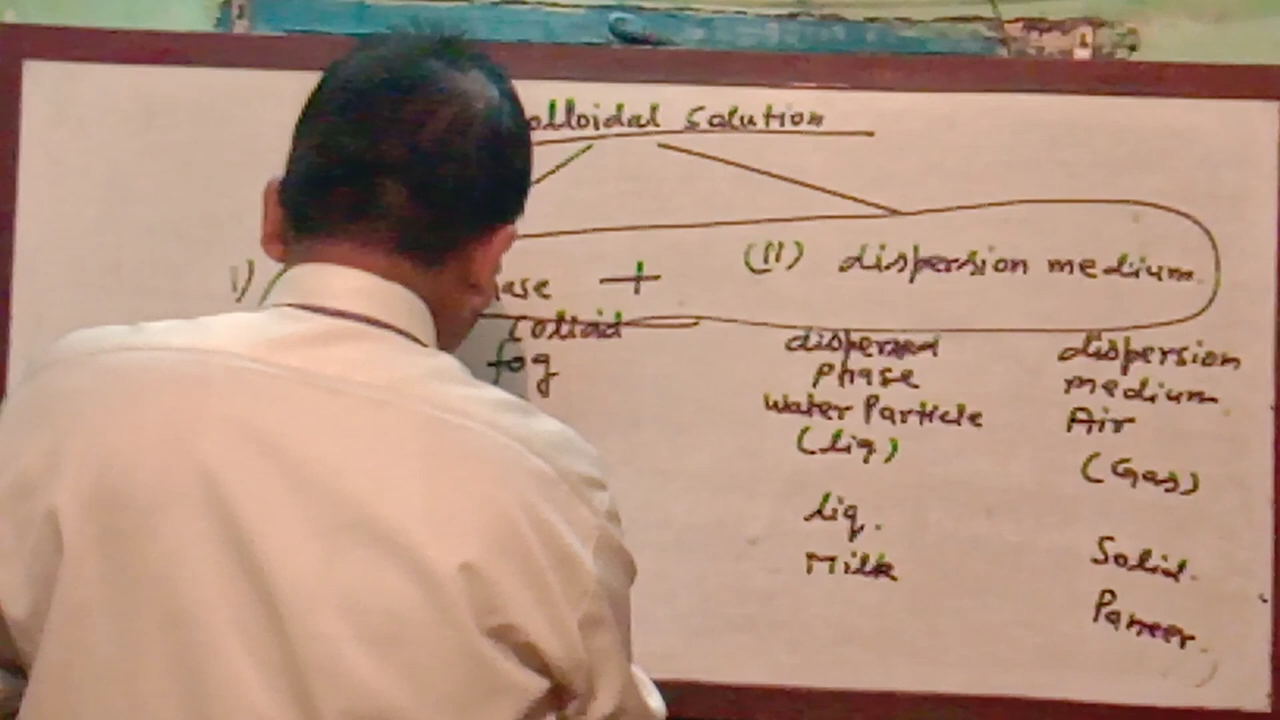 olloidal Solution
1) ase + (II) dispersion medium
Colloid dispersed dispersion
fog phase medium
water Particle Air
(liq) (Gas)
liq. Solid.
Milk Paneer.